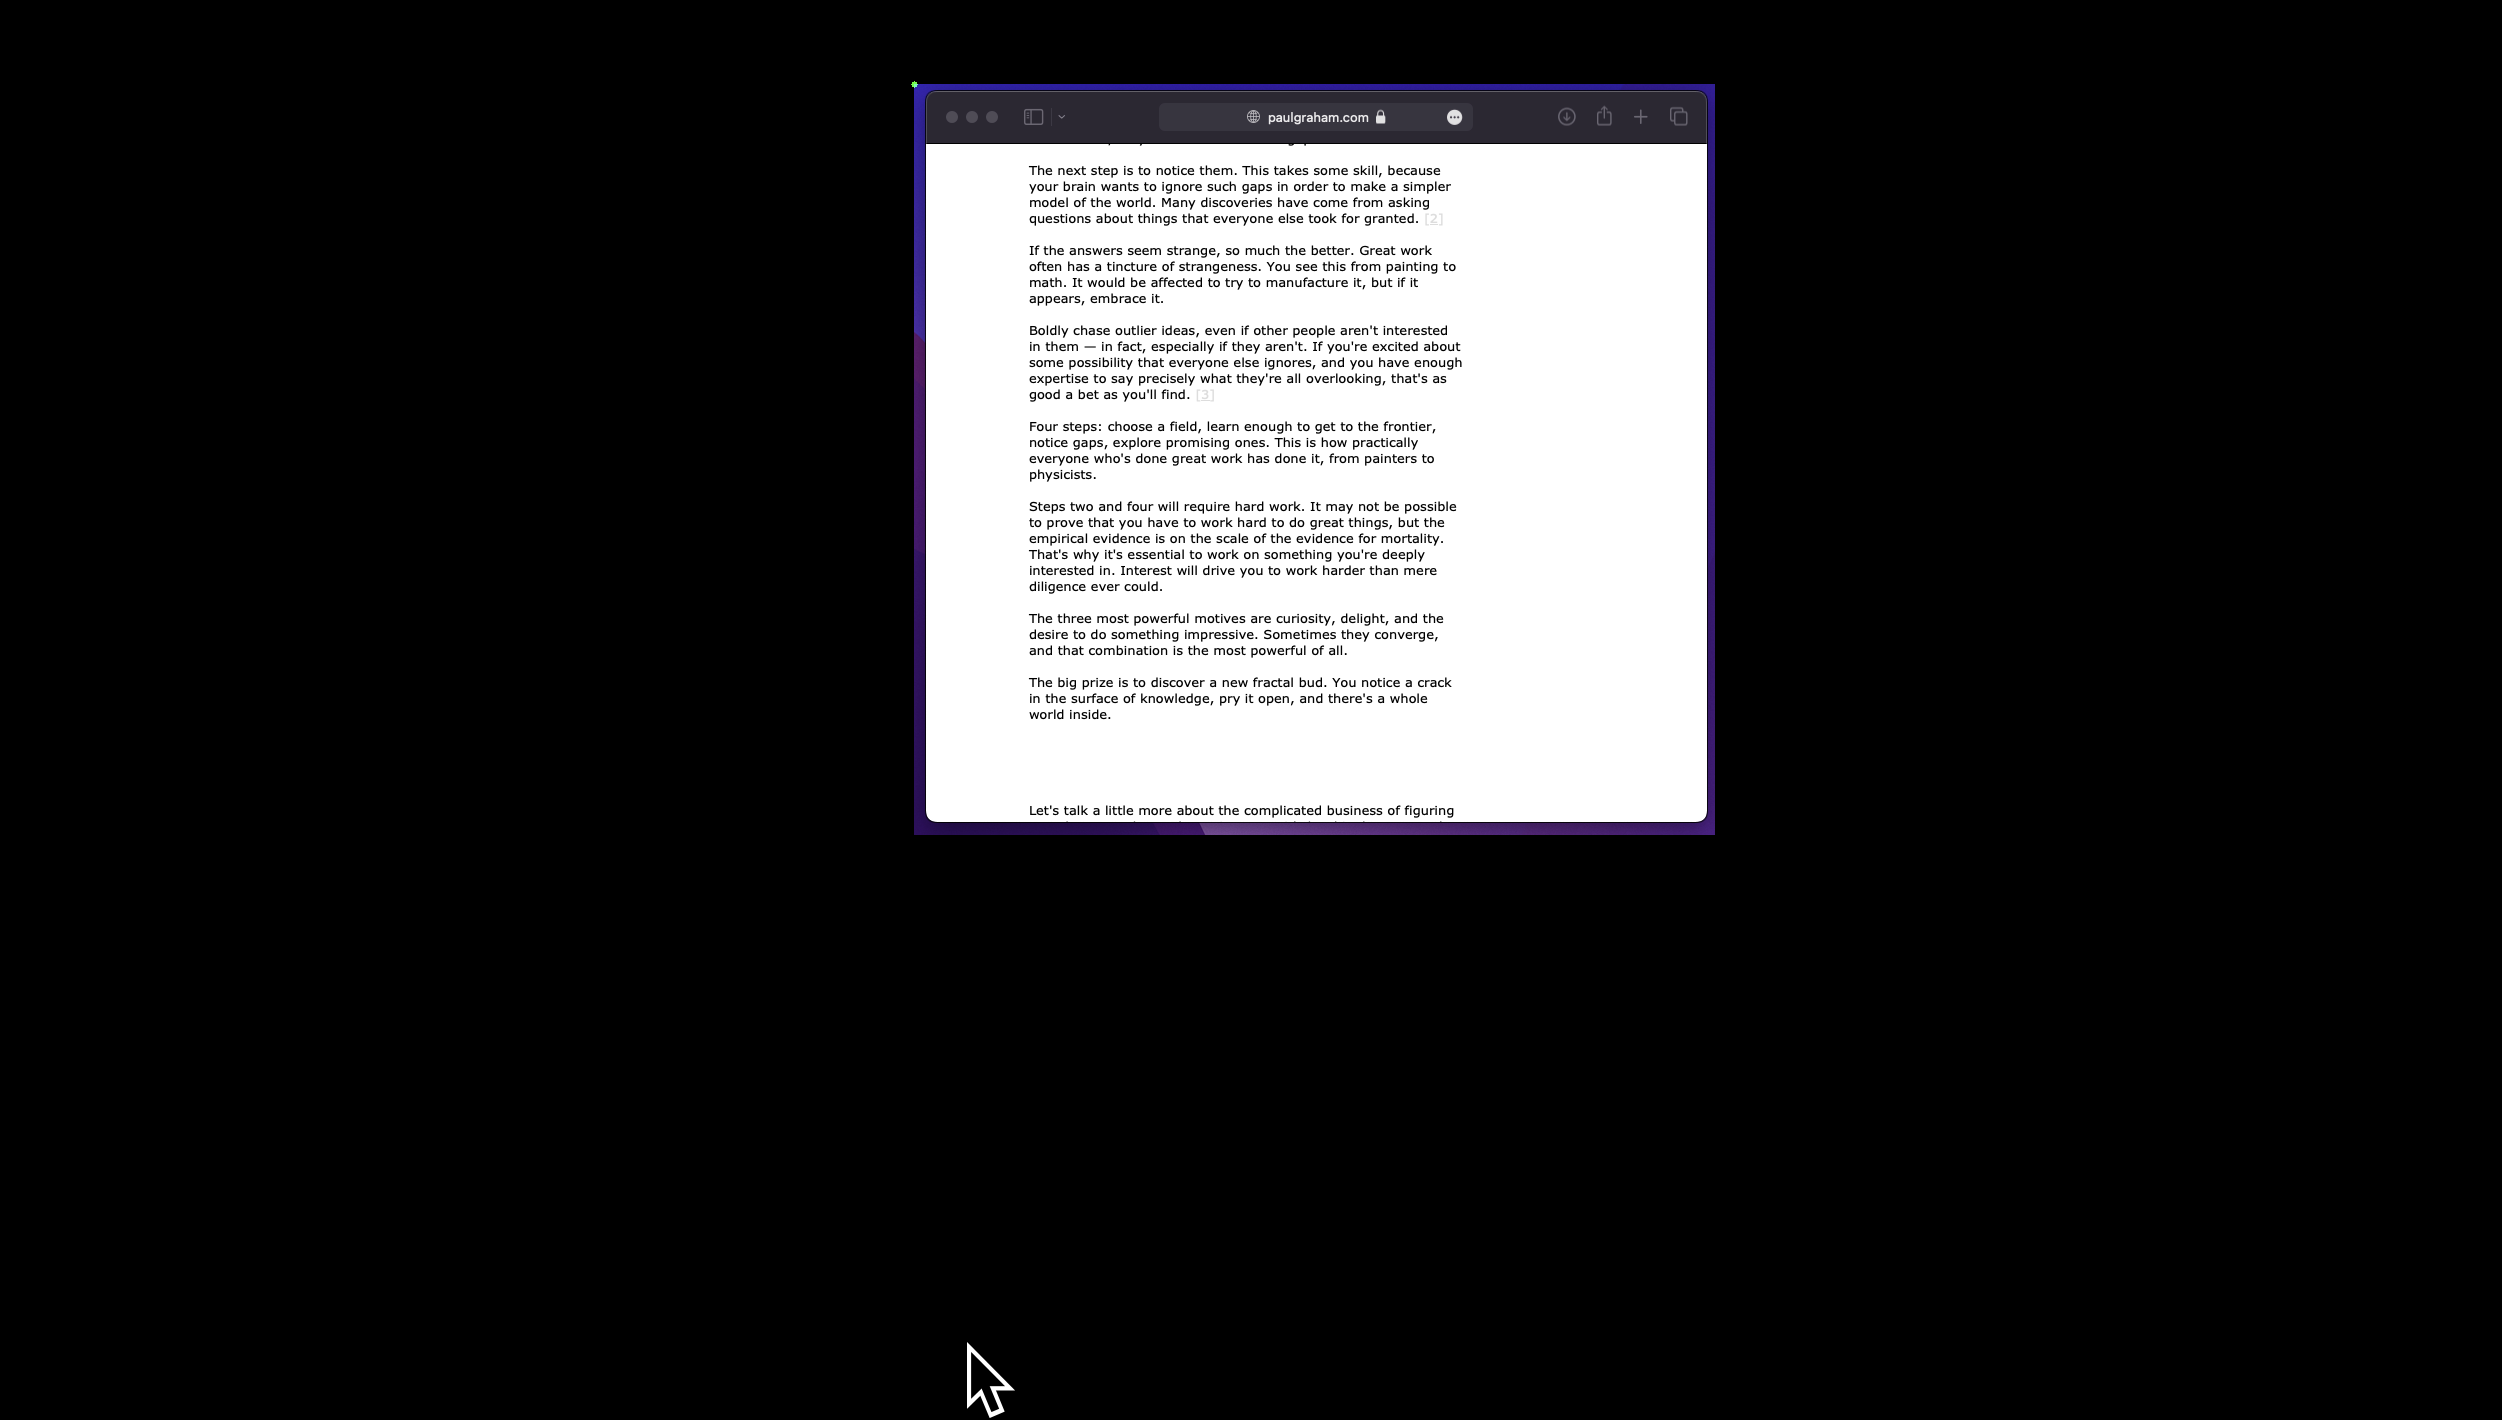 paulgraham.com
The next step is to notice them. This takes some skill, because
your brain wants to ignore such gaps in order to make a simpler
model of the world. Many discoveries have come from asking
questions about things that everyone else took for granted. [2]
If the answers seem strange, so much the better. Great work
often has a tincture of strangeness. You see this from painting to
math. It would be affected to try to manufacture it, but if it
appears, embrace it.
Boldly chase outlier ideas, even if other people aren't interested
in them — in fact, especially if they aren't. If you're excited about
some possibility that everyone else ignores, and you have enough
expertise to say precisely what they're all overlooking, that's as
good a bet as you'll find. [3]
Four steps: choose a field, learn enough to get to the frontier,
notice gaps, explore promising ones. This is how practically
everyone who's done great work has done it, from painters to
physicists.
Steps two and four will require hard work. It may not be possible
to prove that you have to work hard to do great things, but the
empirical evidence is on the scale of the evidence for mortality.
That's why it's essential to work on something you're deeply
interested in. Interest will drive you to work harder than mere
diligence ever could.
The three most powerful motives are curiosity, delight, and the
desire to do something impressive. Sometimes they converge,
and that combination is the most powerful of all.
The big prize is to discover a new fractal bud. You notice a crack
in the surface of knowledge, pry it open, and there's a whole
world inside.
Let's talk a little more about the complicated business of figuring